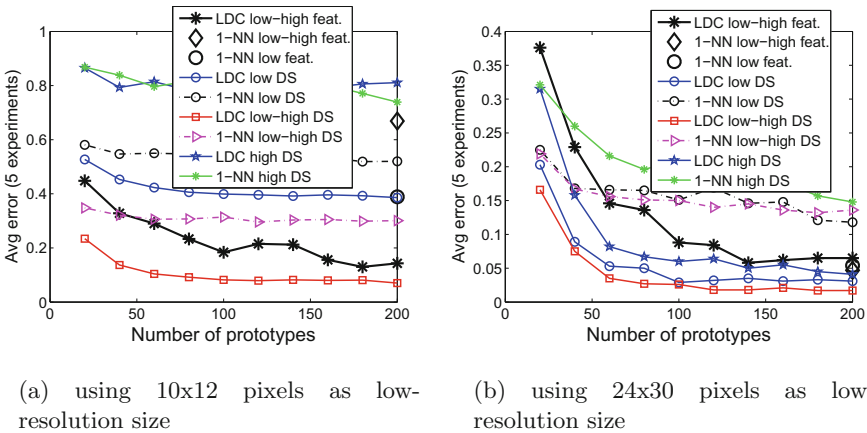 LDC low−high feat.
1−NN low−high feat.
1−NN low feat.
LDC low DS
1−NN low DS
LDC low−high DS
1−NN low−high DS
LDC high DS
1−NN high DS
Avg error (5 experiments)
1
0.8
0.6
0.4
0.2
0
0
50
100
150
200
Number of prototypes
LDC low−high feat.
1−NN low−high feat.
1−NN low feat.
LDC low DS
1−NN low DS
LDC low−high DS
1−NN low−high DS
LDC high DS
1−NN high DS
Avg error (5 experiments)
0.4
0.35
0.3
0.25
0.2
0.15
0.1
0.05
0
0
50
100
150
200
Number of prototypes
(a) using 10x12 pixels as low-
resolution size
(b) using 24x30 pixels as low
resolution size